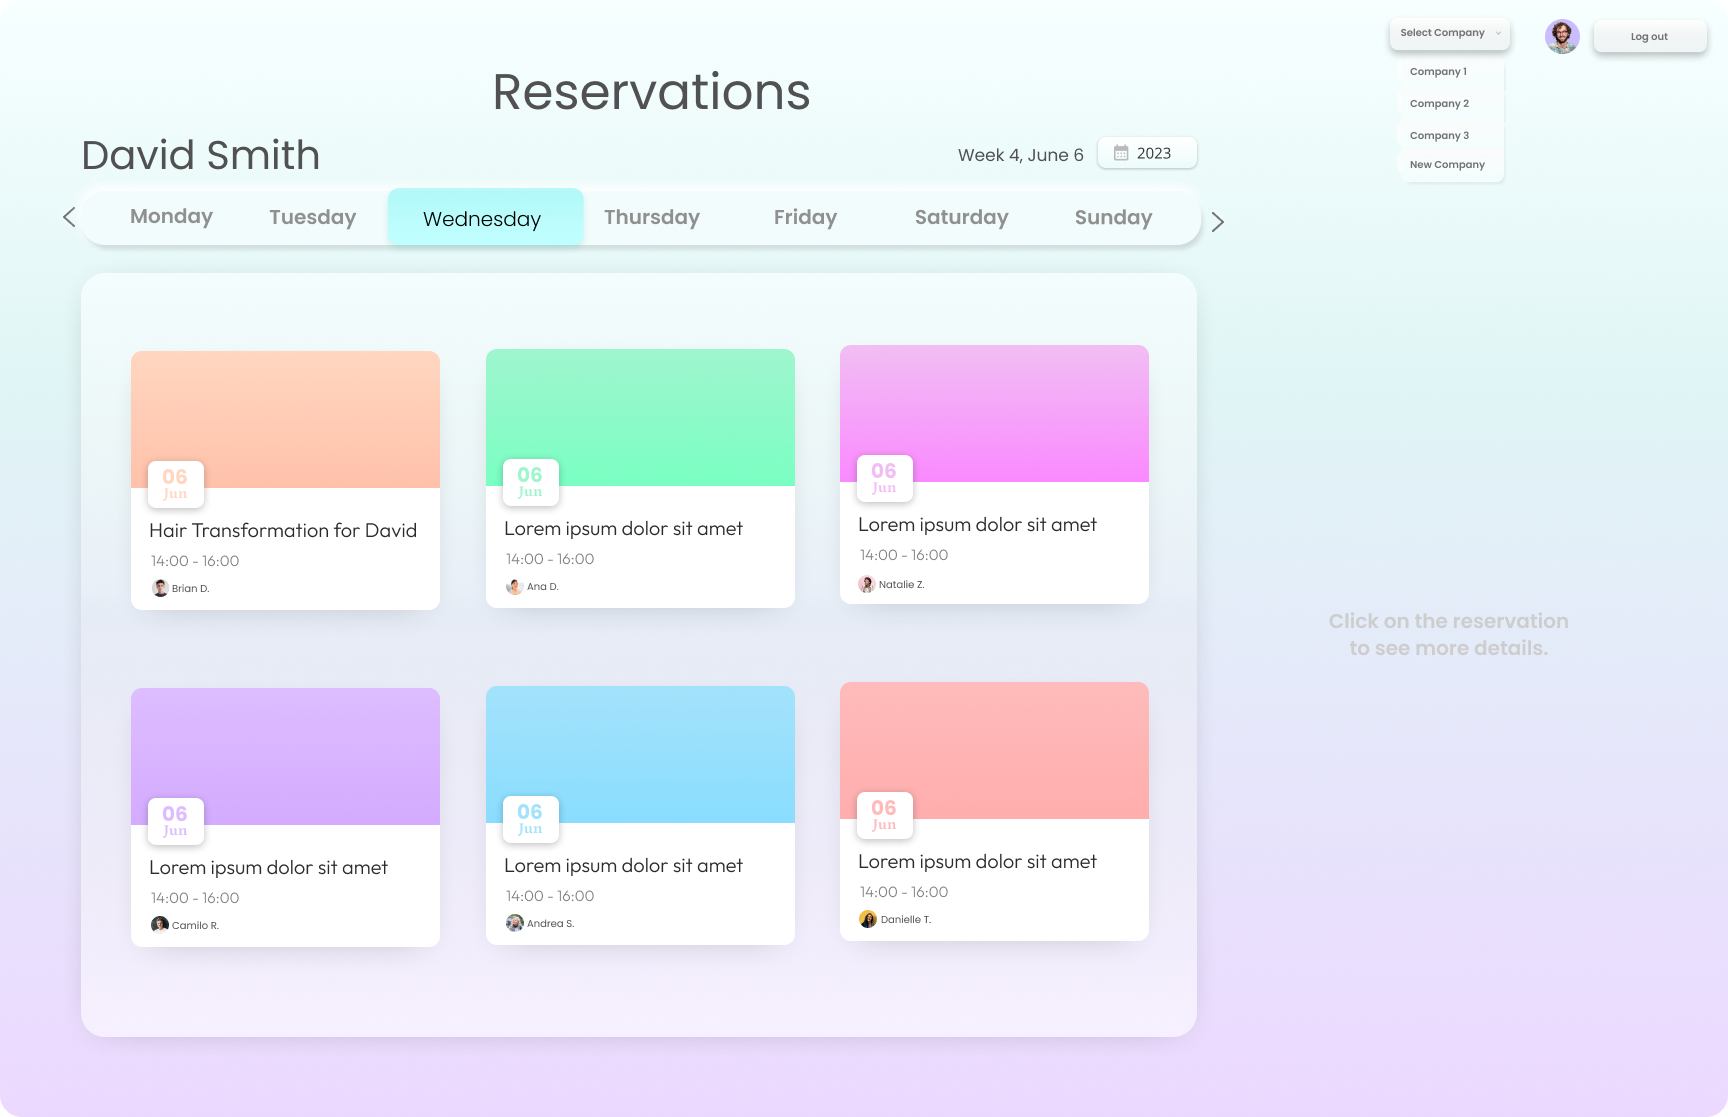 Select Company
Log out
Company 1
Company 2
Company 3
New Company
Reservations
David Smith
Week 4, June 6
2023
Monday
Tuesday
Wednesday
Thursday
Friday
Saturday
Sunday
06
Jun
Hair Transformation for David
14:00 - 16:00
Brian D.
06
Jun
Lorem ipsum dolor sit amet
14:00 - 16:00
Ana D.
06
Jun
Lorem ipsum dolor sit amet
14:00 - 16:00
Natalie Z.
Click on the reservation
to see more details.
06
Jun
Lorem ipsum dolor sit amet
14:00 - 16:00
Camilo R.
06
Jun
Lorem ipsum dolor sit amet
14:00 - 16:00
Andrea S.
06
Jun
Lorem ipsum dolor sit amet
14:00 - 16:00
Danielle T.